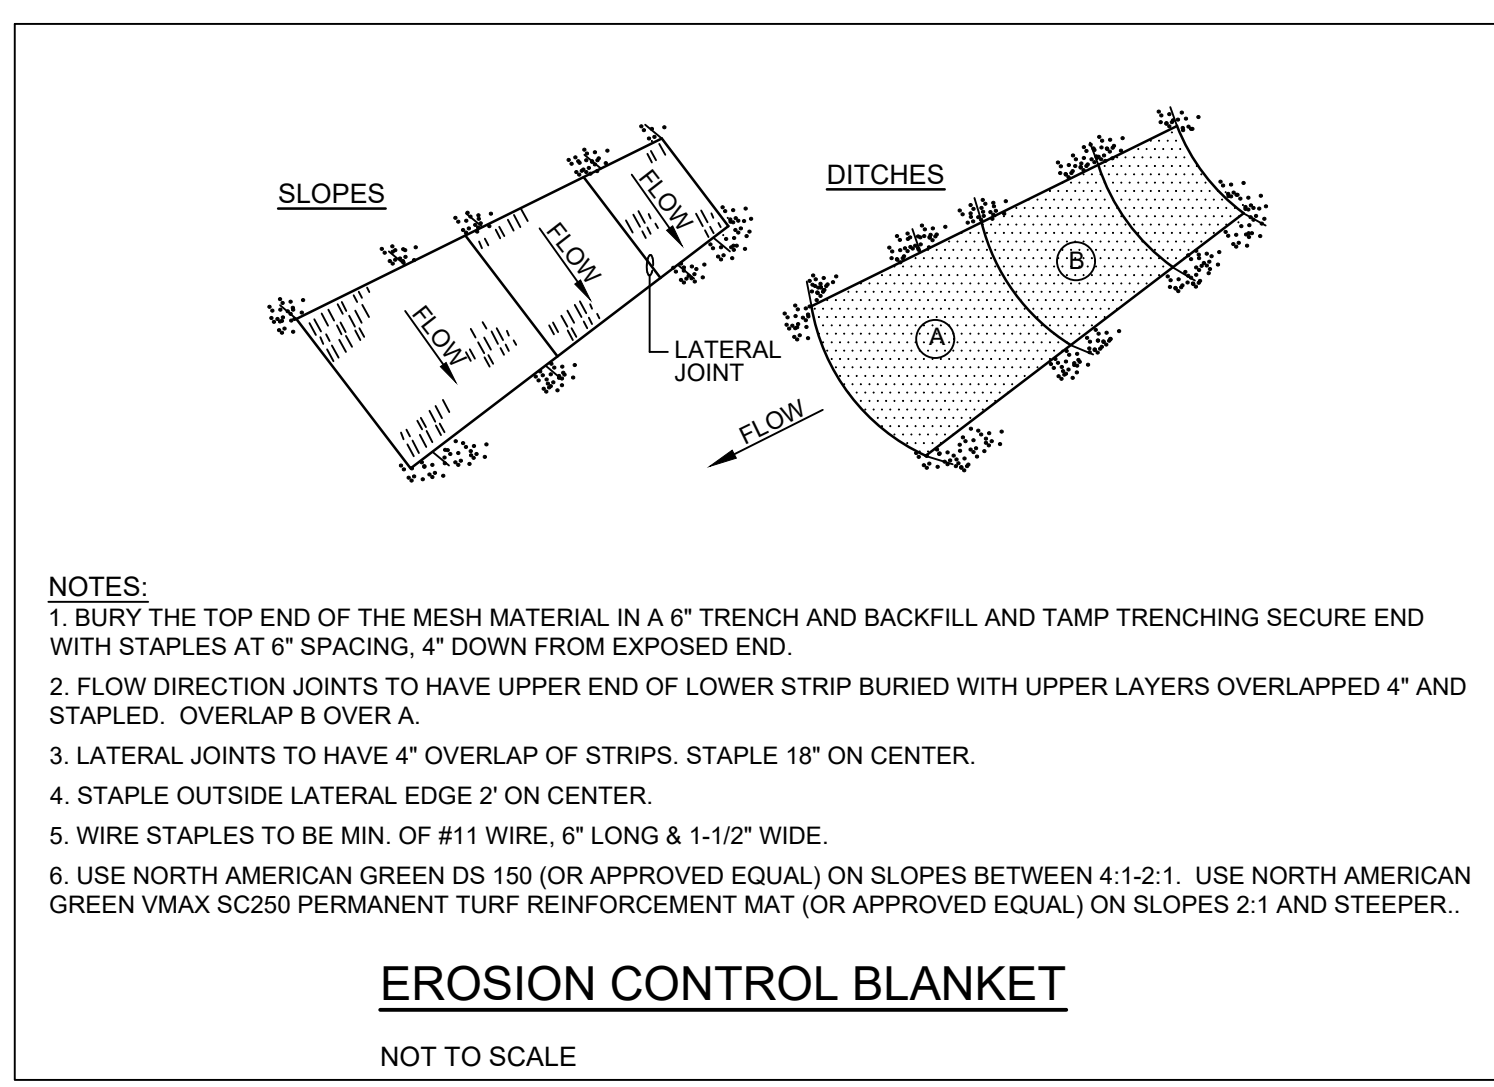 SLOPES
DITCHES
FLOW
FLOW
FLOW
LATERAL
JOINT
B
A
FLOW
NOTES:
1. BURY THE TOP END OF THE MESH MATERIAL IN A 6" TRENCH AND BACKFILL AND TAMP TRENCHING SECURE END
WITH STAPLES AT 6" SPACING, 4" DOWN FROM EXPOSED END.
2. FLOW DIRECTION JOINTS TO HAVE UPPER END OF LOWER STRIP BURIED WITH UPPER LAYERS OVERLAPPED 4" AND
STAPLED. OVERLAP B OVER A.
3. LATERAL JOINTS TO HAVE 4" OVERLAP OF STRIPS. STAPLE 18" ON CENTER.
4. STAPLE OUTSIDE LATERAL EDGE 2' ON CENTER.
5. WIRE STAPLES TO BE MIN. OF #11 WIRE, 6" LONG & 1-1/2" WIDE.
6. USE NORTH AMERICAN GREEN DS 150 (OR APPROVED EQUAL) ON SLOPES BETWEEN 4:1-2:1. USE NORTH AMERICAN
GREEN VMAX SC250 PERMANENT TURF REINFORCEMENT MAT (OR APPROVED EQUAL) ON SLOPES 2:1 AND STEEPER..
EROSION CONTROL BLANKET
NOT TO SCALE